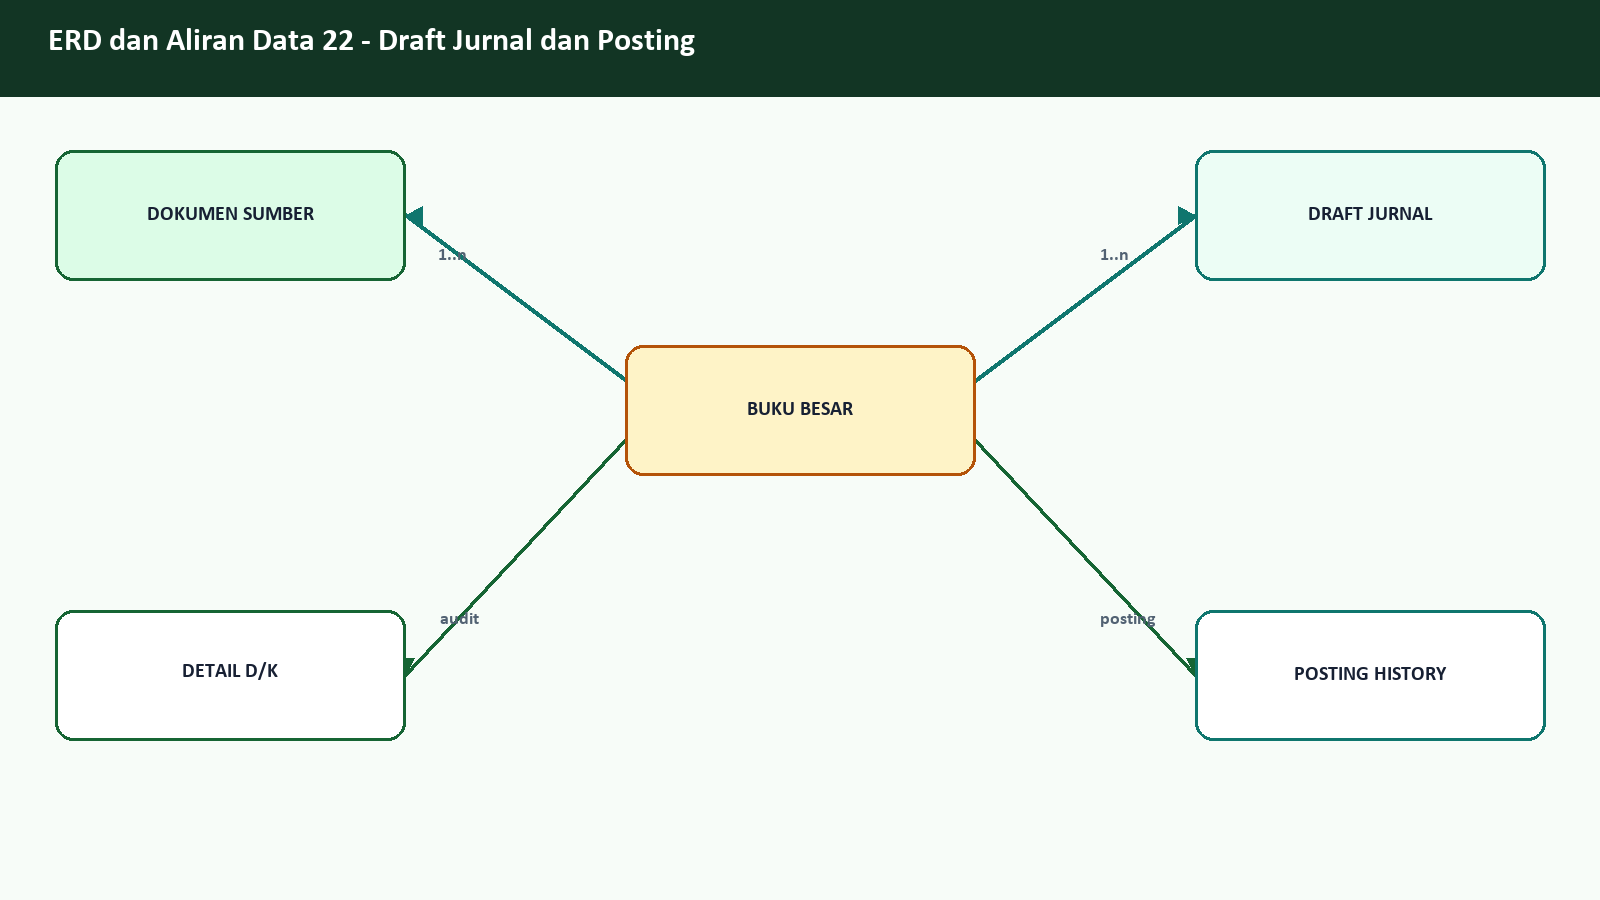 ERD dan Aliran Data 22 - Draft Jurnal dan Posting
DOKUMEN SUMBER
DRAFT JURNAL
1..n
1..n
BUKU BESAR
audit
posting
DETAIL D/K
POSTING HISTORY